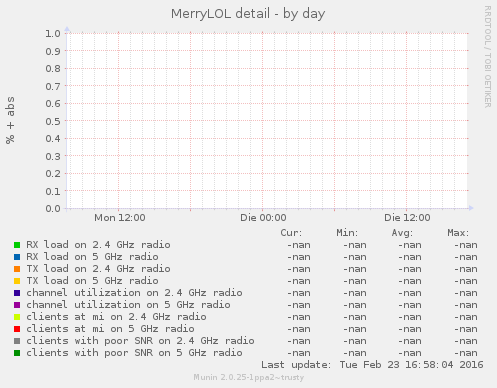 MerryLOL detail - by day
RRDTOOL / TOBI OETIKER
% + abs
1.0
0.9
0.8
0.7
0.6
0.5
0.4
0.3
0.2
0.1
0.0
Mon 12:00 Die 00:00 Die 12:00
Cur: Min: Avg: Max:
RX load on 2.4 GHz radio -nan -nan -nan -nan
RX load on 5 GHz radio -nan -nan -nan -nan
TX load on 2.4 GHz radio -nan -nan -nan -nan
TX load on 5 GHz radio -nan -nan -nan -nan
channel utilization on 2.4 GHz radio -nan -nan -nan -nan
channel utilization on 5 GHz radio -nan -nan -nan -nan
clients at mi on 2.4 GHz radio -nan -nan -nan -nan
clients at mi on 5 GHz radio -nan -nan -nan -nan
clients with poor SNR on 2.4 GHz radio -nan -nan -nan -nan
clients with poor SNR on 5 GHz radio -nan -nan -nan -nan
Last update: Tue Feb 23 16:58:04 2016
Munin 2.0.25-1ppa2~trusty